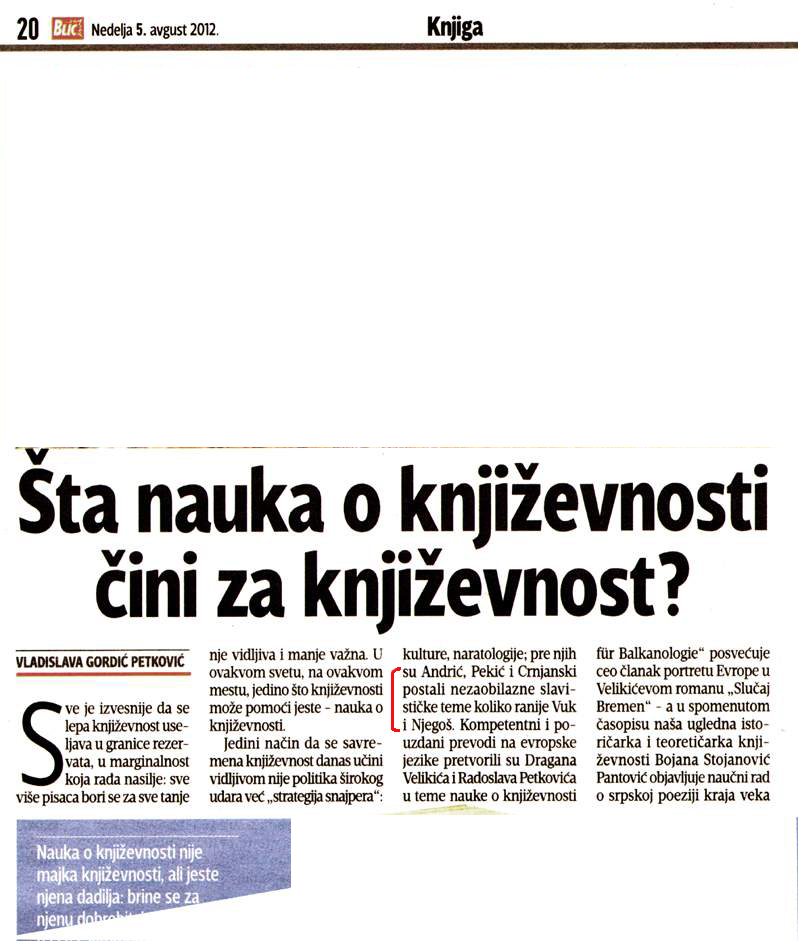 20 Blic Nedelja 5. avgust 2012. Knjiga
Šta nauka o književnosti
čini za književnost?
VLADISLAVA GORDIĆ PETKOVIĆ
Sve je izvesnije da se
lepa književnost use-
ljava u granice rezer-
vata, u marginalnost
koja rađa nasilje: sve
više pisaca bori se za sve tanje
nje vidljiva i manje važna. U
ovakvom svetu, na ovakvom
mestu, jedino što književnosti
može pomoći jeste – nauka o
književnosti.
Jedini način da se savre-
mena književnost danas učini
vidljivom nije politika širokog
udara već „strategija snajpera“:
kulture, naratologije; pre njih
su Andrić, Pekić i Crnjanski
postali nezaobilazne slavi-
stičke teme koliko ranije Vuk
i Njegoš. Kompetentni i po-
uzdani prevodi na evropske
jezike pretvorili su Dragana
Velikića i Radoslava Petkovića
u teme nauke o književnosti
für Balkanologie“ posvećuje
ceo članak portretu Evrope u
Velikićevom romanu „Slučaj
Bremen“ - a u spomenutom
časopisu naša ugledna isto-
ričarka i teoretičarka knji-
ževnosti Bojana Stojanović
Pantović objavljuje naučni rad
o srpskoj poeziji kraja veka
Nauka o književnosti nije
majka književnosti, ali jeste
njena dadilja: brine se za
njenu